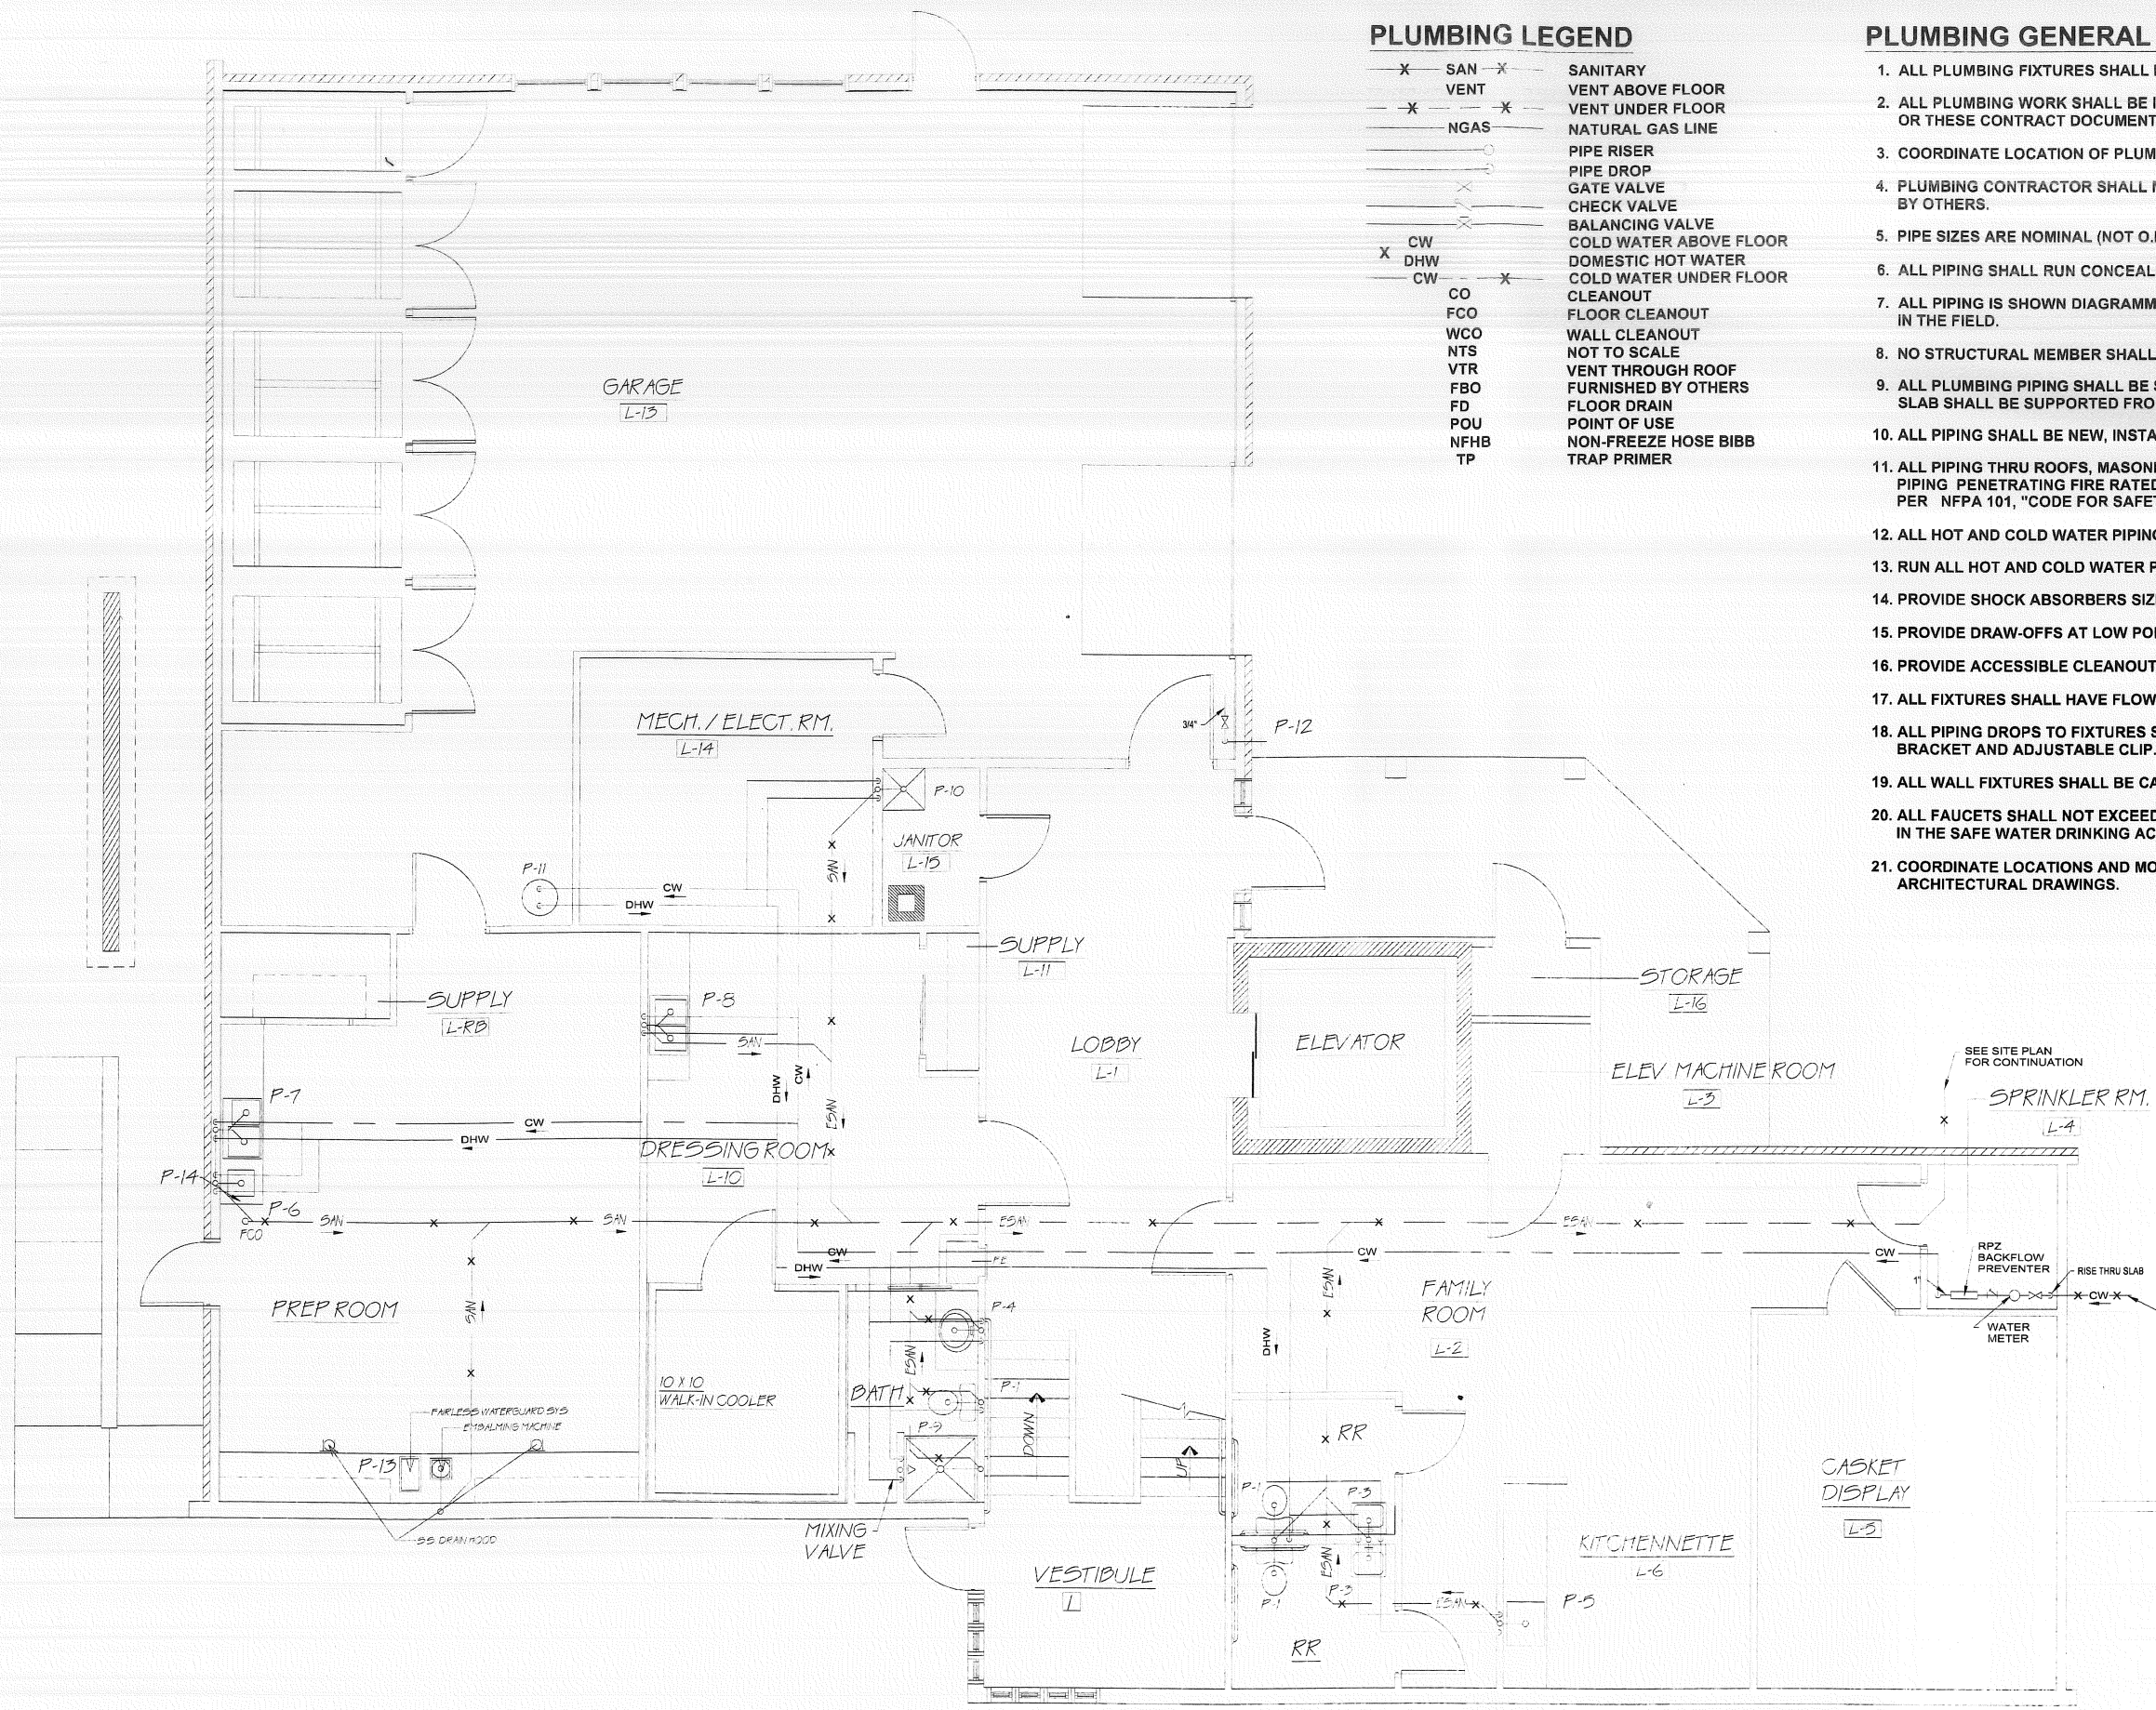 PLUMBING LEGEND
SAN SANITARY
VENT VENT ABOVE FLOOR
VENT UNDER FLOOR
NGAS NATURAL GAS LINE
PIPE RISER
PIPE DROP
GATE VALVE
CHECK VALVE
BALANCING VALVE
CW COLD WATER ABOVE FLOOR
DHW DOMESTIC HOT WATER
CW COLD WATER UNDER FLOOR
CO CLEANOUT
FCO FLOOR CLEANOUT
WCO WALL CLEANOUT
NTS NOT TO SCALE
VTR VENT THROUGH ROOF
FBO FURNISHED BY OTHERS
FD FLOOR DRAIN
POU POINT OF USE
NFHB NON-FREEZE HOSE BIBB
TP TRAP PRIMER
PLUMBING GENERAL
1. ALL PLUMBING FIXTURES SHALL
2. ALL PLUMBING WORK SHALL BE
OR THESE CONTRACT DOCUMENT
3. COORDINATE LOCATION OF PLUM
4. PLUMBING CONTRACTOR SHALL
BY OTHERS.
5. PIPE SIZES ARE NOMINAL (NOT O.
6. ALL PIPING SHALL RUN CONCEAL
7. ALL PIPING IS SHOWN DIAGRAMM
IN THE FIELD.
8. NO STRUCTURAL MEMBER SHALL
9. ALL PLUMBING PIPING SHALL BE
SLAB SHALL BE SUPPORTED FRO
10. ALL PIPING SHALL BE NEW, INSTA
11. ALL PIPING THRU ROOFS, MASON
PIPING PENETRATING FIRE RATED
PER NFPA 101, "CODE FOR SAFE
12. ALL HOT AND COLD WATER PIPING
13. RUN ALL HOT AND COLD WATER P
14. PROVIDE SHOCK ABSORBERS SIZ
15. PROVIDE DRAW-OFFS AT LOW PO
16. PROVIDE ACCESSIBLE CLEANOUT
17. ALL FIXTURES SHALL HAVE FLOW
18. ALL PIPING DROPS TO FIXTURES S
BRACKET AND ADJUSTABLE CLIP.
19. ALL WALL FIXTURES SHALL BE CA
20. ALL FAUCETS SHALL NOT EXCEED
IN THE SAFE WATER DRINKING AC
21. COORDINATE LOCATIONS AND MO
ARCHITECTURAL DRAWINGS.
GARAGE
L-13
MECH. / ELECT. RM.
L-14
3/4"
P-12
P-10
JANITOR
L-15
SAN
P-11
CW
DHW
SUPPLY
L-11
SUPPLY
L-RB
P-8
SAN
STORAGE
L-16
LOBBY
L-1
ELEVATOR
ELEV. MACHINE ROOM
L-3
SEE SITE PLAN
FOR CONTINUATION
SPRINKLER RM.
L-4
DHW
CW
ESAN
P-7
CW
DHW
DRESSING ROOM
L-10
P-14
P-6
FCO
SAN
SAN
ESAN
ESAN
CW
CW
CW
DHW
FE
RPZ
BACKFLOW
PREVENTER
RISE THRU SLAB
1"
CW
WATER
METER
PREP ROOM
SAN
P-4
ESAN
FAMILY
ROOM
L-2
DHW
ESAN
10 X 10
WALK-IN COOLER
BATH
P-1
P-9
DOWN
UP
RR
FAIRLESS WATERGUARD SYS
EMBALMING MACHINE
P-13
SS DRAIN HOOD
MIXING
VALVE
P-1
P-3
CASKET
DISPLAY
L-5
KITCHENNETTE
L-6
VESTIBULE
L
ESAN
P-1
P-3
ESAN
P-5
RR